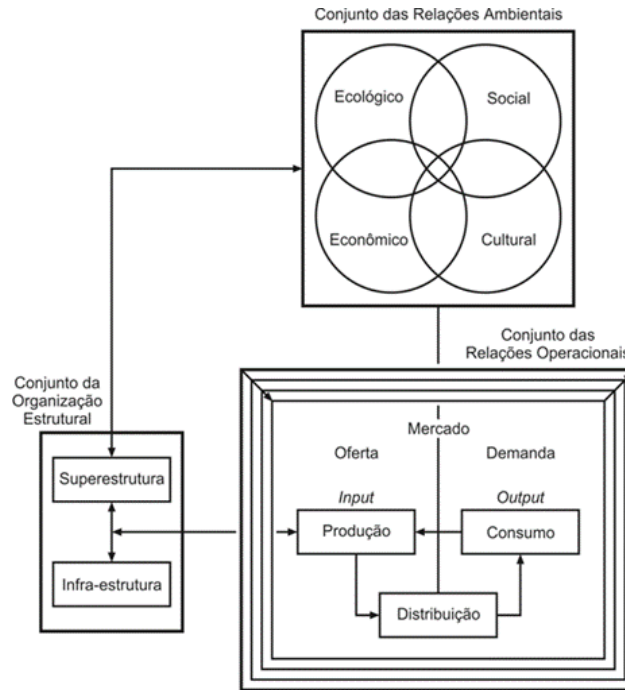 Conjunto das Relações Ambientais
Ecológico
Social
Econômico
Cultural
Conjunto das
Relações Operacionais
Conjunto da
Organização
Estrutural
Superestrutura
Infra-estrutura
Mercado
Oferta
Demanda
Input
Output
Produção
Consumo
Distribuição